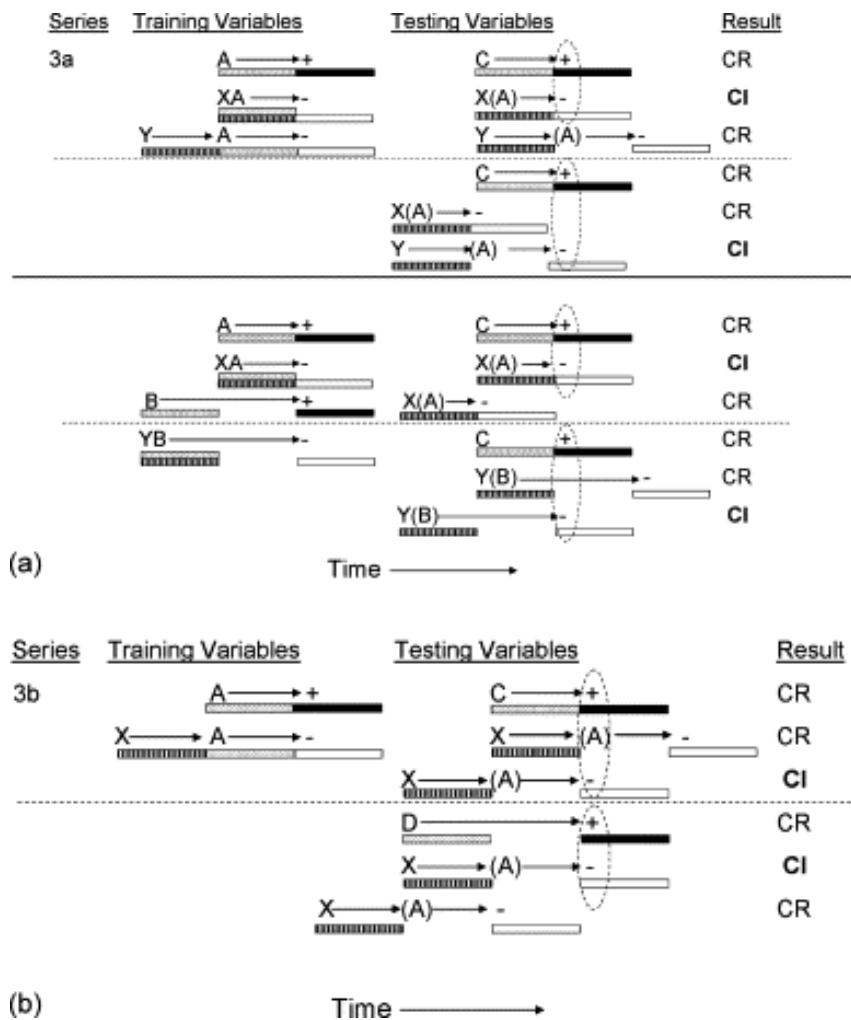 Series Training Variables Testing Variables Result
3a A + C + CR
XA - X(A) - CI
Y A - Y (A) - CR
C + CR
X(A) - CR
Y (A) - CI
A + C + CR
XA - X(A) - CI
B + X(A) - CR
YB - C + CR
Y(B) - CR
Y(B) - CI
(a) Time
Series Training Variables Testing Variables Result
3b A + C + CR
X A - X (A) - CR
X (A) - CI
D + CR
X (A) - CI
X (A) - CR
(b) Time